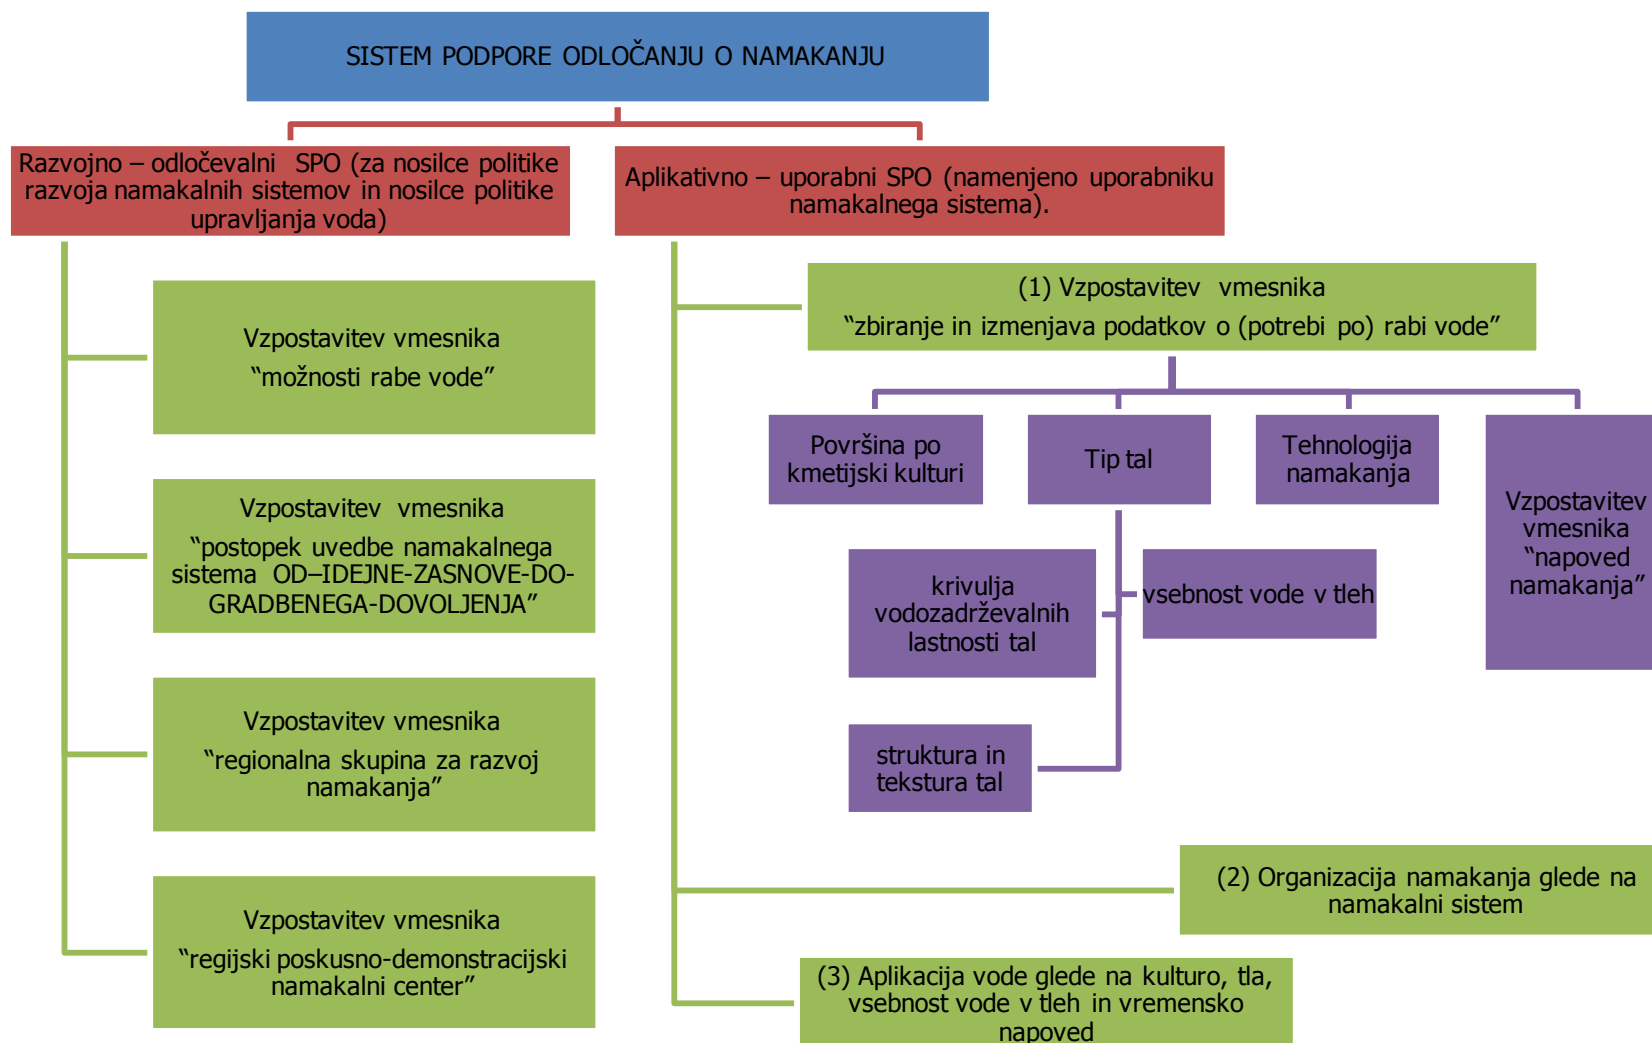 SISTEM PODPORE ODLOČANJU O NAMAKANJU
Razvojno – odločevalni SPO (za nosilce politike
razvoja namakalnih sistemov in nosilce politike
upravljanja voda)
Vzpostavitev vmesnika
“možnosti rabe vode”
Vzpostavitev vmesnika
“postopek uvedbe namakalnega
sistema OD–IDEJNE-ZASNOVE-DO-
GRADBENEGA-DOVOLJENJA”
Vzpostavitev vmesnika
“regionalna skupina za razvoj
namakanja”
Vzpostavitev vmesnika
“regijski poskusno-demonstracijski
namakalni center”
Aplikativno – uporabni SPO (namenjeno uporabniku
namakalnega sistema).
(1) Vzpostavitev vmesnika
“zbiranje in izmenjava podatkov o (potrebi po) rabi vode”
Površina po
kmetijski kulturi
Tip tal
krivulja
vodozadrževalnih
lastnosti tal
vsebnost vode v tleh
struktura in
tekstura tal
Tehnologija
namakanja
Vzpostavitev
vmesnika
“napoved
namakanja”
(2) Organizacija namakanja glede na
namakalni sistem
(3) Aplikacija vode glede na kulturo, tla,
vsebnost vode v tleh in vremensko
napoved